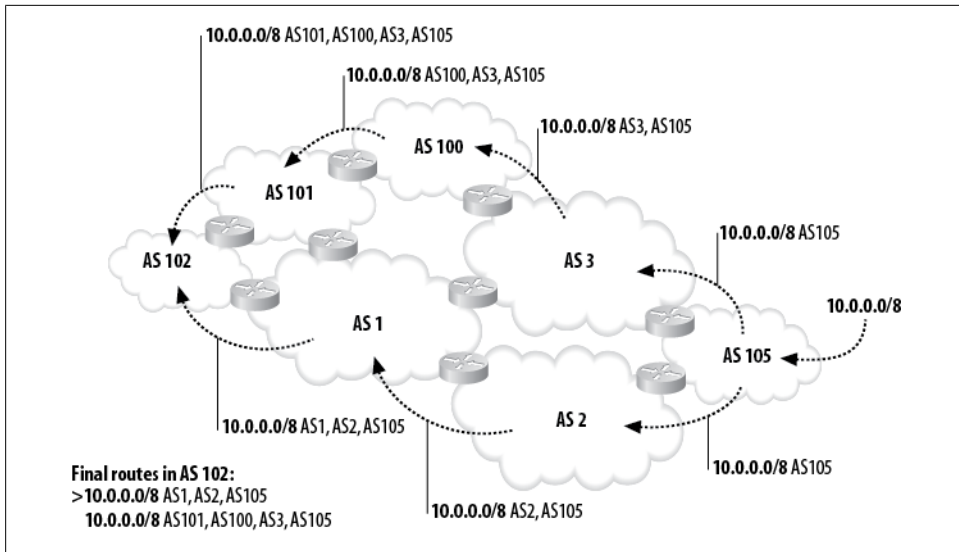 10.0.0.0/8 AS101, AS100, AS3, AS105
10.0.0.0/8 AS100, AS3, AS105
10.0.0.0/8 AS3, AS105
AS 100
AS 101
10.0.0.0/8 AS105
AS 102
AS 3
10.0.0.0/8
AS 1
AS 105
AS 2
10.0.0.0/8 AS1, AS2, AS105
10.0.0.0/8 AS105
Final routes in AS 102:
>10.0.0.0/8 AS1, AS2, AS105
10.0.0.0/8 AS101, AS100, AS3, AS105
10.0.0.0/8 AS2, AS105